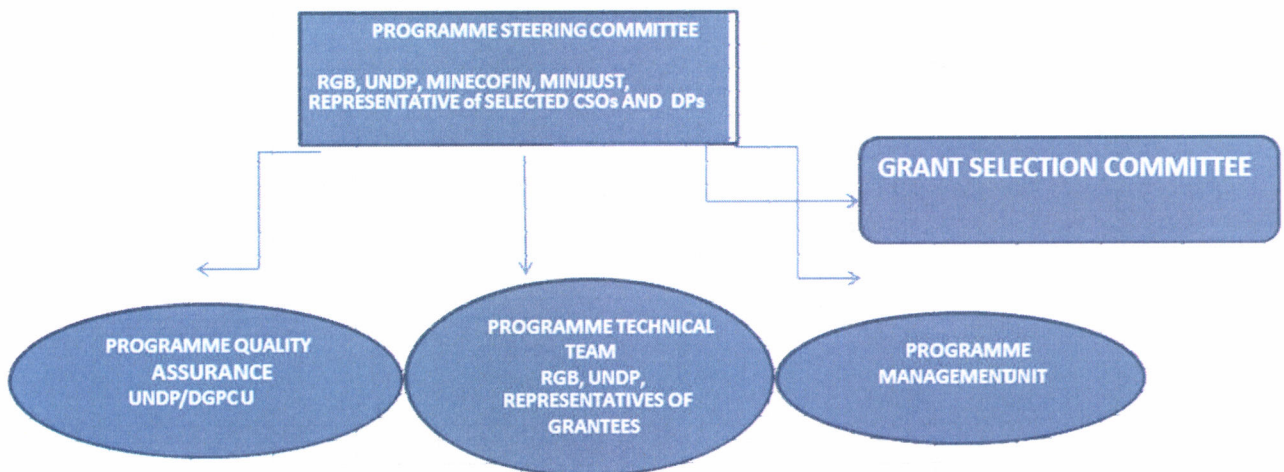 PROGRAMME STEERING COMMITTEE
RGB, UNDP, MINECOFIN, MINIJUST,
REPRESENTATIVE of SELECTED CSOs AND DPs
GRANT SELECTION COMMITTEE
PROGRAMME QUALITY
ASSURANCE
UNDP/DGPCU
PROGRAMME TECHNICAL
TEAM
RGB, UNDP,
REPRESENTATIVES OF
GRANTEES
PROGRAMME
MANAGEMENTUNIT